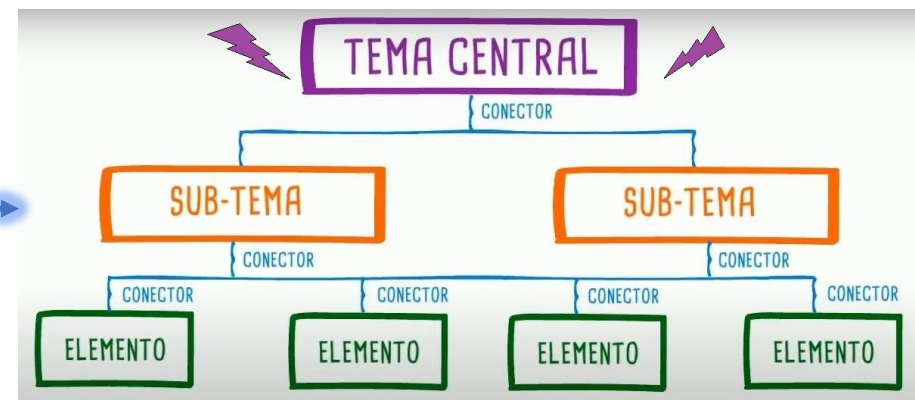 TEMA CENTRAL
CONECTOR
SUB-TEMA
SUB-TEMA
CONECTOR
CONECTOR
CONECTOR
CONECTOR
CONECTOR
CONECTOR
ELEMENTO
ELEMENTO
ELEMENTO
ELEMENTO